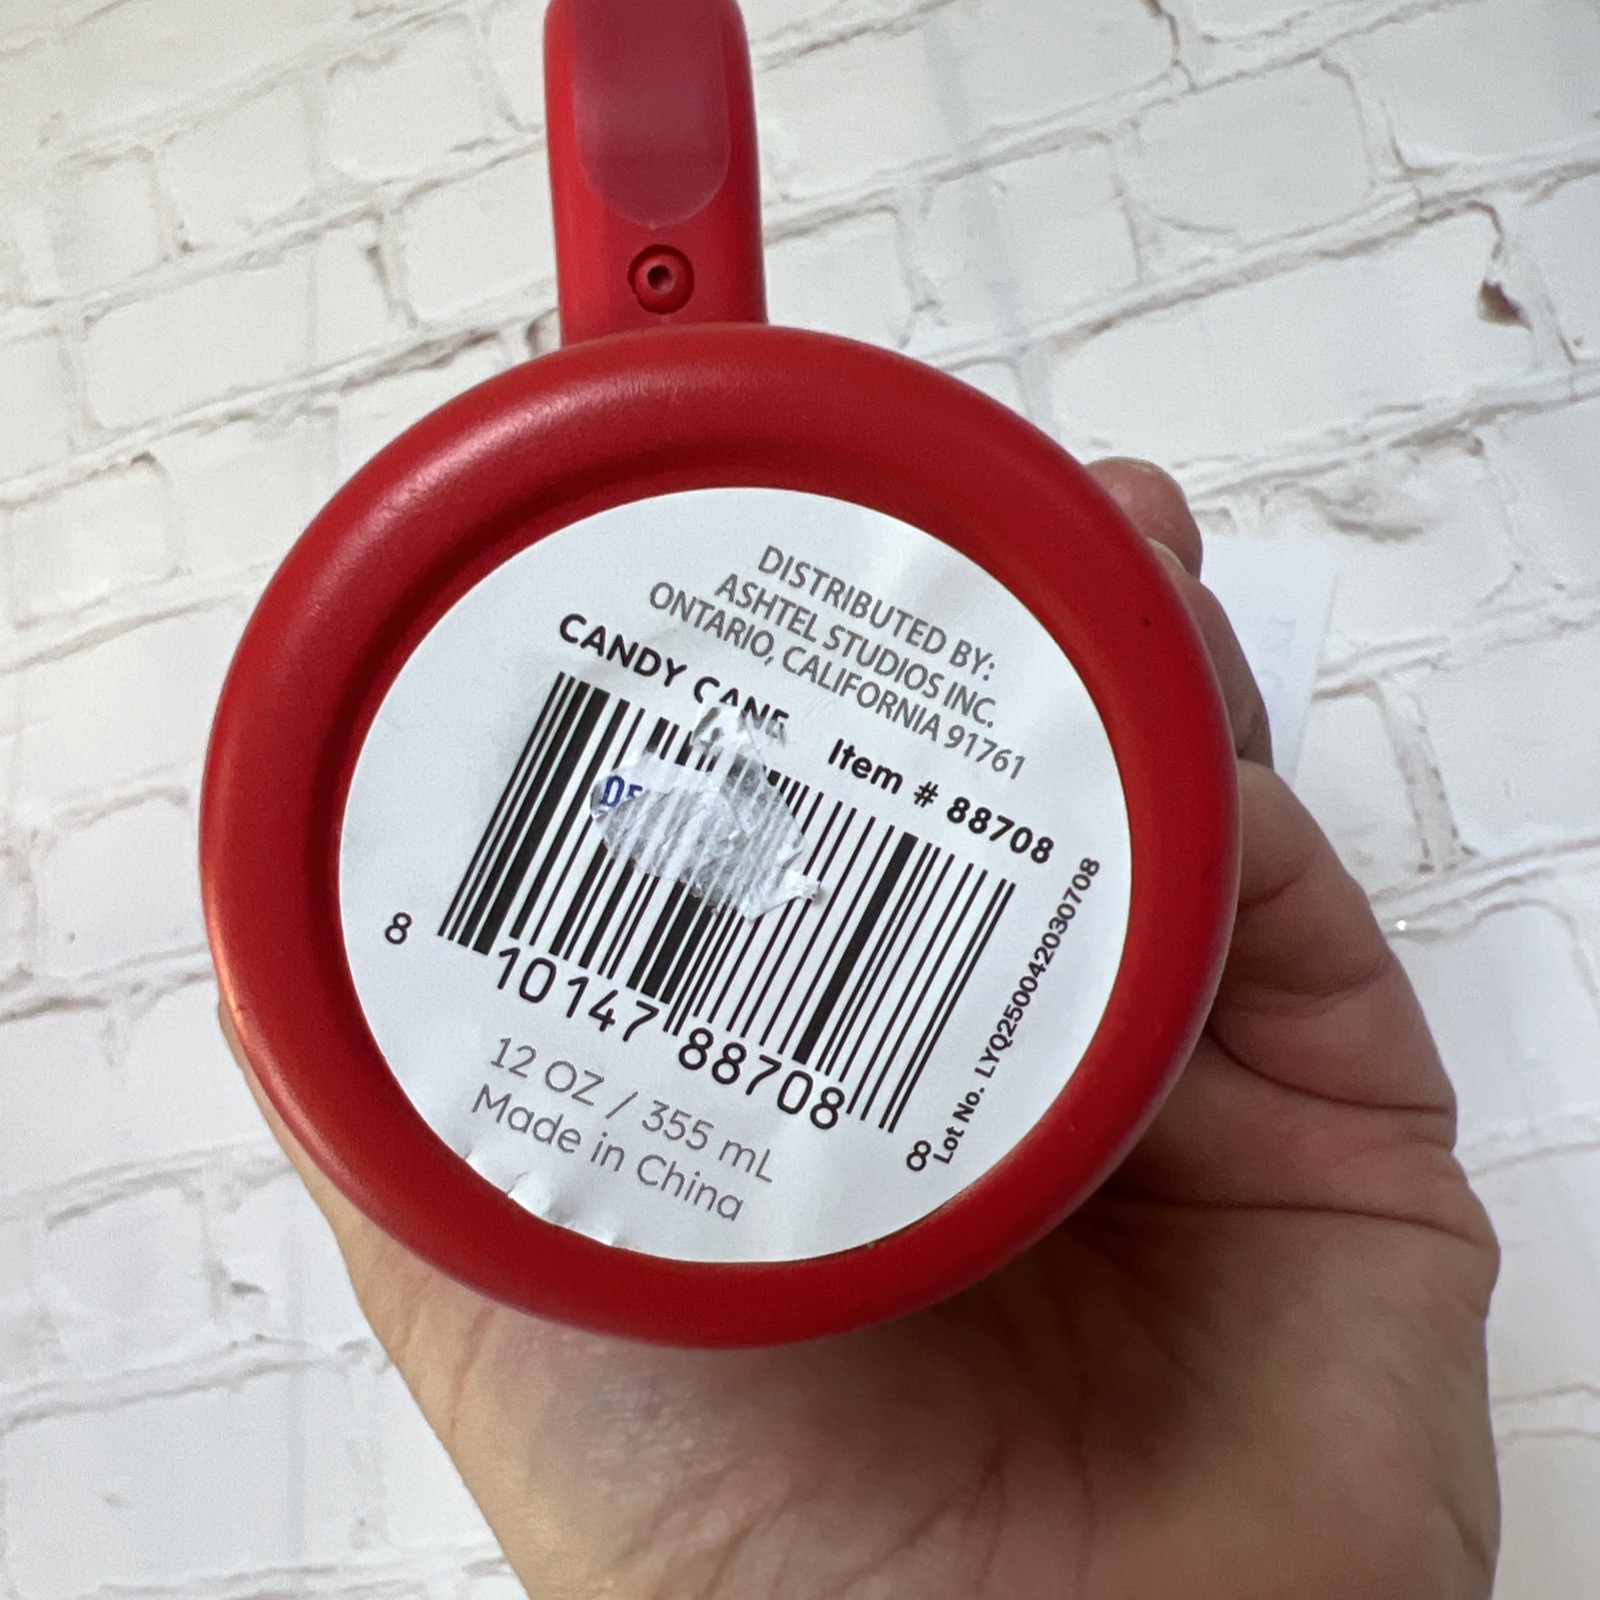 DISTRIBUTED BY:
ASHTEL STUDIOS INC.
ONTARIO, CALIFORNIA 91761
CANDY CANE
Item # 88708
8 10147 88708 8
12 OZ / 355 mL
Made in China
Lot No. LYQ250042030708